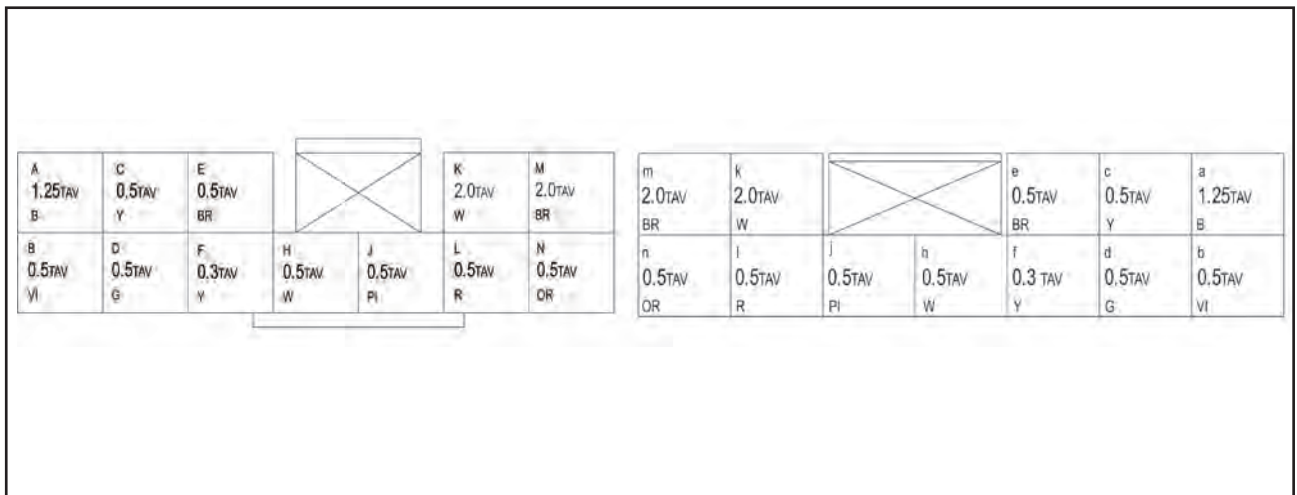 A C E K M
1.25TAV 0.5TAV 0.5TAV 2.0TAV 2.0TAV
B Y BR W BR
B D F H J L N
0.5TAV 0.5TAV 0.3TAV 0.5TAV 0.5TAV 0.5TAV 0.5TAV
VI G Y W PI R OR
m k e c a
2.0TAV 2.0TAV 0.5TAV 0.5TAV 1.25TAV
BR W BR Y B
n l j h f d b
0.5TAV 0.5TAV 0.5TAV 0.5TAV 0.3 TAV 0.5TAV 0.5TAV
OR R PI W Y G VI